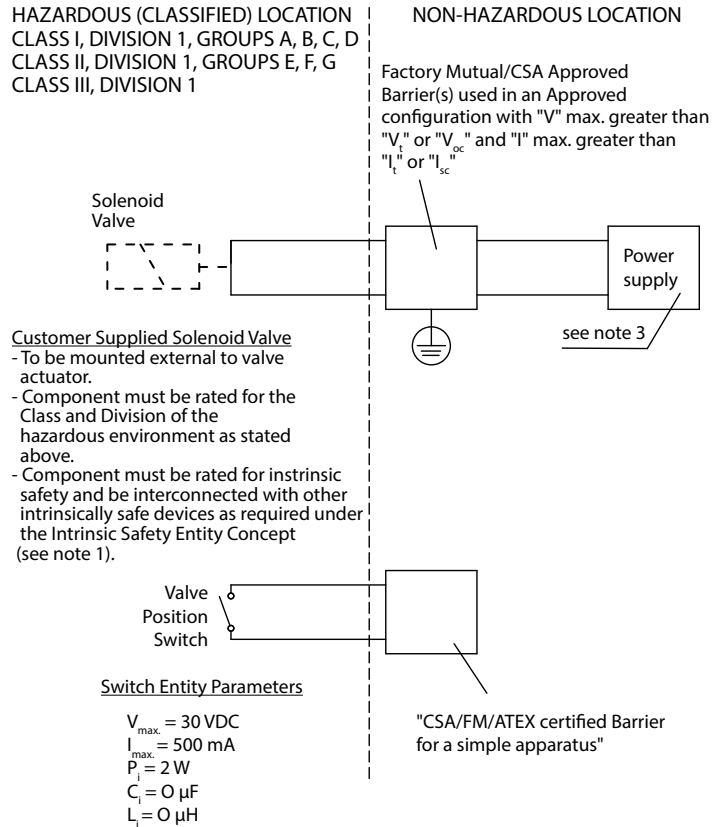 HAZARDOUS (CLASSIFIED) LOCATION
CLASS I, DIVISION 1, GROUPS A, B, C, D
CLASS II, DIVISION 1, GROUPS E, F, G
CLASS III, DIVISION 1
NON-HAZARDOUS LOCATION
Factory Mutual/CSA Approved
Barrier(s) used in an Approved
configuration with "V" max. greater than
"Vt" or "Voc" and "I" max. greater than
"It" or "Isc"
Solenoid
Valve
Power
supply
see note 3
Customer Supplied Solenoid Valve
- To be mounted external to valve
actuator.
- Component must be rated for the
Class and Division of the
hazardous environment as stated
above.
- Component must be rated for instrinsic
safety and be interconnected with other
intrinsically safe devices as required under
the Intrinsic Safety Entity Concept
(see note 1).
Valve
Position
Switch
Switch Entity Parameters
Vmax. = 30 VDC
Imax. = 500 mA
Pi = 2 W
Ci = O µF
Li = O µH
"CSA/FM/ATEX certified Barrier
for a simple apparatus"